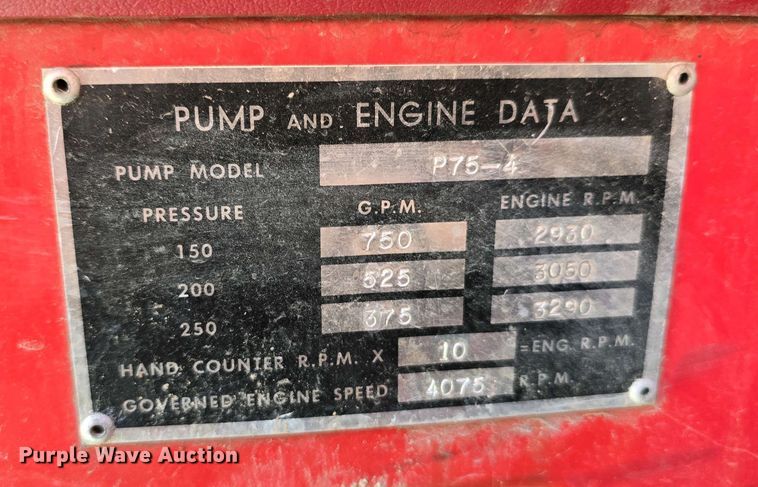 PUMP AND ENGINE DATA
PUMP MODEL P75-4
PRESSURE G.P.M. ENGINE R.P.M.
150 750 2930
200 525 3050
250 375 3290
HAND COUNTER R.P.M. X 10 =ENG. R.P.M.
GOVERNED ENGINE SPEED 4075 R.P.M.
Purple Wave Auction